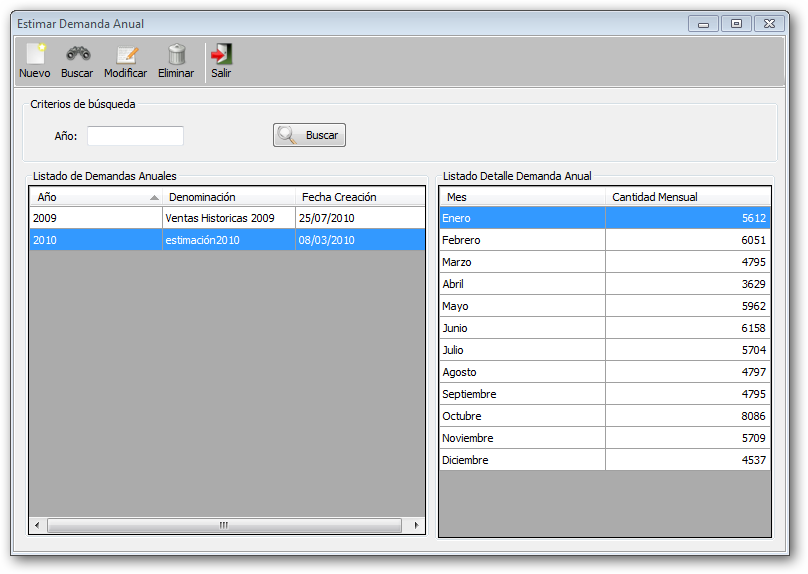 Estimar Demanda Anual
Nuevo Buscar Modificar Eliminar Salir
Criterios de búsqueda
Año:
Buscar
Listado de Demandas Anuales
Año Denominación Fecha Creación
2009 Ventas Historicas 2009 25/07/2010
2010 estimación2010 08/03/2010
Listado Detalle Demanda Anual
Mes Cantidad Mensual
Enero 5612
Febrero 6051
Marzo 4795
Abril 3629
Mayo 5962
Junio 6158
Julio 5704
Agosto 4797
Septiembre 4795
Octubre 8086
Noviembre 5709
Diciembre 4537